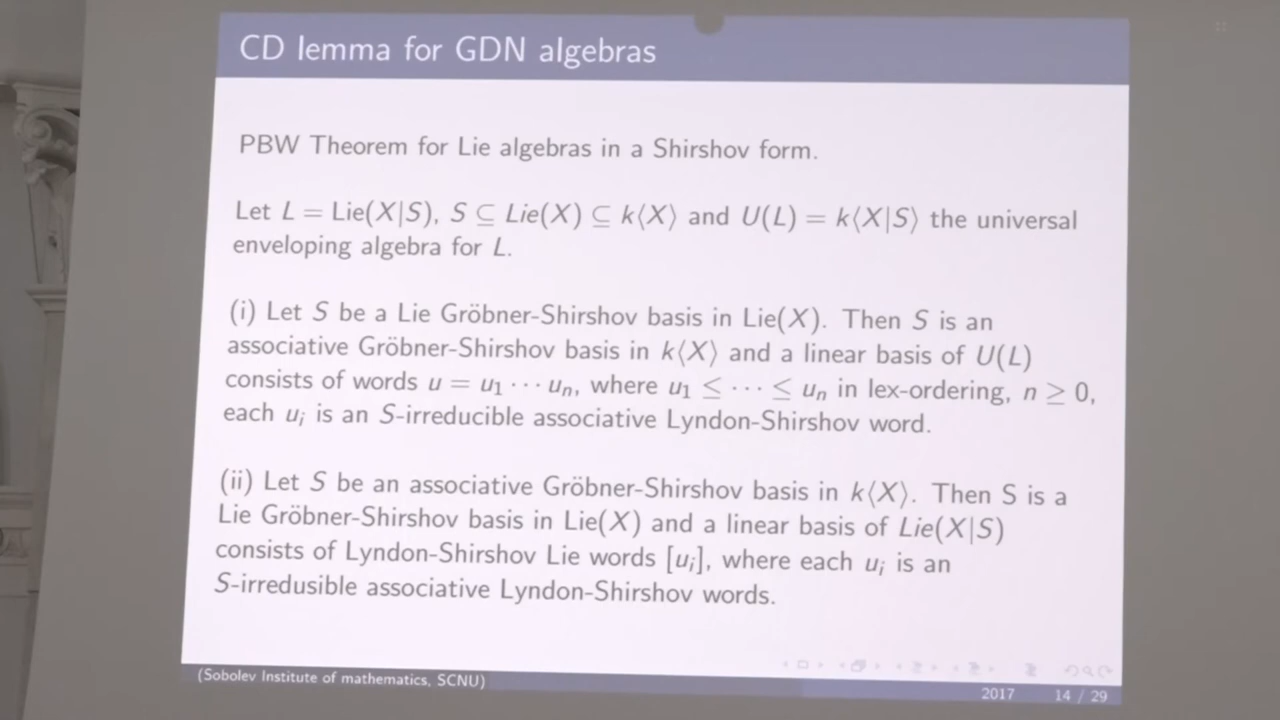 CD lemma for GDN algebras
PBW Theorem for Lie algebras in a Shirshov form.
Let L = Lie(X|S), S ⊆ Lie(X) ⊆ k⟨X⟩ and U(L) = k⟨X|S⟩ the universal
enveloping algebra for L.
(i) Let S be a Lie Gröbner-Shirshov basis in Lie(X). Then S is an
associative Gröbner-Shirshov basis in k⟨X⟩ and a linear basis of U(L)
consists of words u = u₁ ⋯ uₙ, where u₁ ≤ ⋯ ≤ uₙ in lex-ordering, n ≥ 0,
each uᵢ is an S-irreducible associative Lyndon-Shirshov word.
(ii) Let S be an associative Gröbner-Shirshov basis in k⟨X⟩. Then S is a
Lie Gröbner-Shirshov basis in Lie(X) and a linear basis of Lie(X|S)
consists of Lyndon-Shirshov Lie words [uᵢ], where each uᵢ is an
S-irredusible associative Lyndon-Shirshov words.
(Sobolev Institute of mathematics, SCNU)
2017 14 / 29